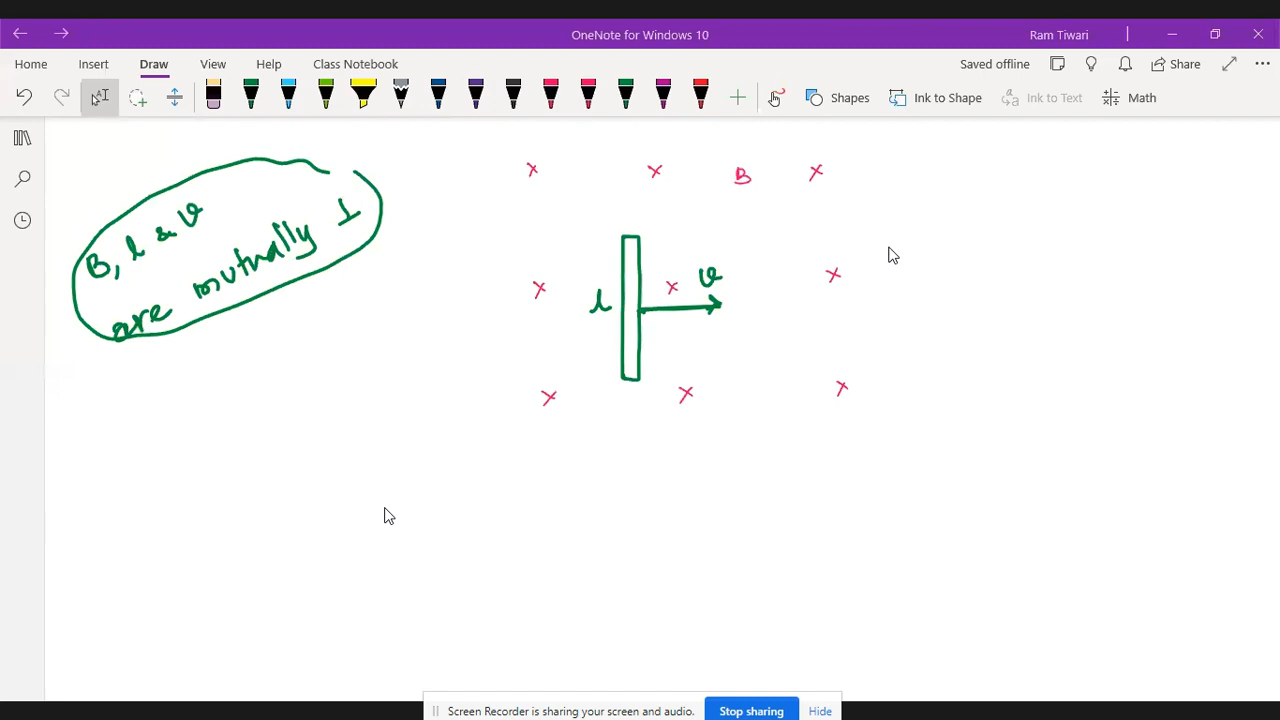 OneNote for Windows 10
Ram Tiwari
Home Insert Draw View Help Class Notebook
Saved offline
Share
Shapes
Ink to Shape
Ink to Text
Math
B, l & v
are mutually ⊥
x x B x
l x x v x
x x x
Screen Recorder is sharing your screen and audio.
Stop sharing
Hide